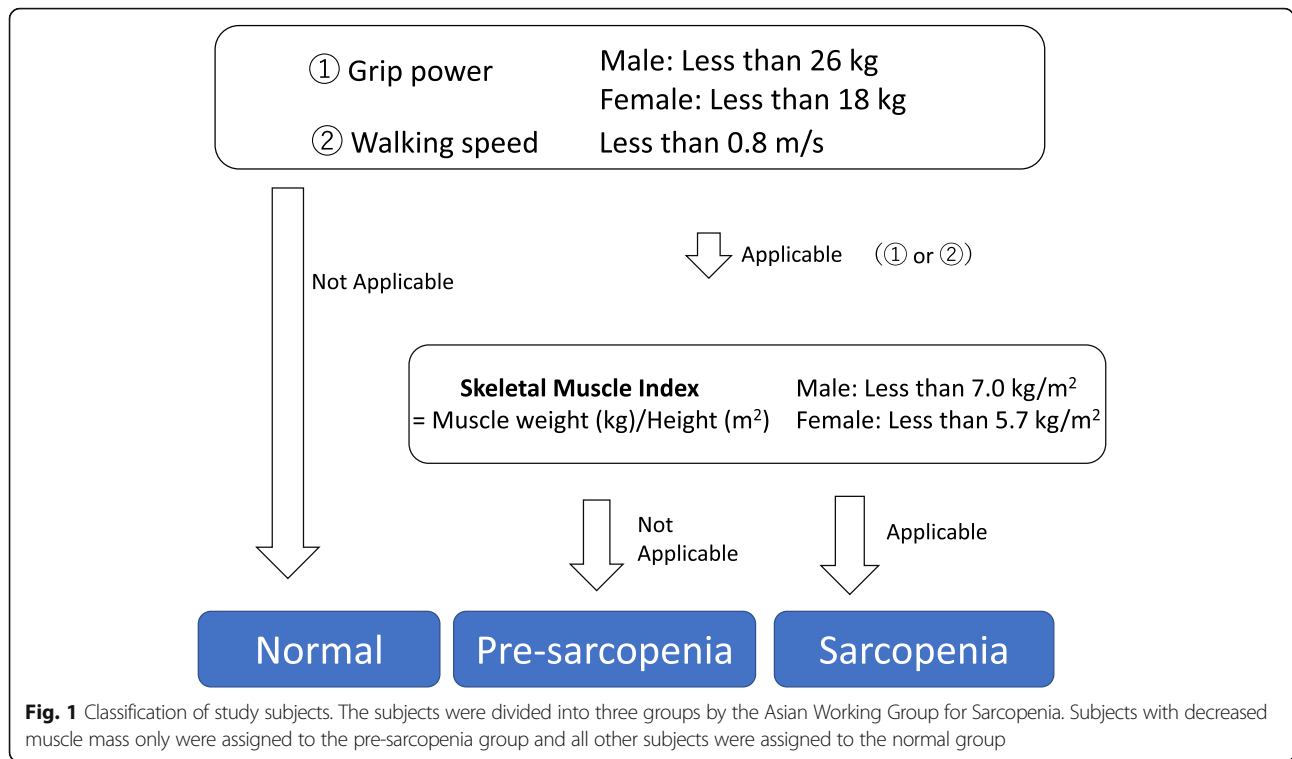 ① Grip power
Male: Less than 26 kg
Female: Less than 18 kg
② Walking speed
Less than 0.8 m/s
Not Applicable
Applicable (① or ②)
Skeletal Muscle Index
= Muscle weight (kg)/Height (m²)
Male: Less than 7.0 kg/m²
Female: Less than 5.7 kg/m²
Not
Applicable
Applicable
Normal
Pre-sarcopenia
Sarcopenia
Fig. 1 Classification of study subjects. The subjects were divided into three groups by the Asian Working Group for Sarcopenia. Subjects with decreased
muscle mass only were assigned to the pre-sarcopenia group and all other subjects were assigned to the normal group